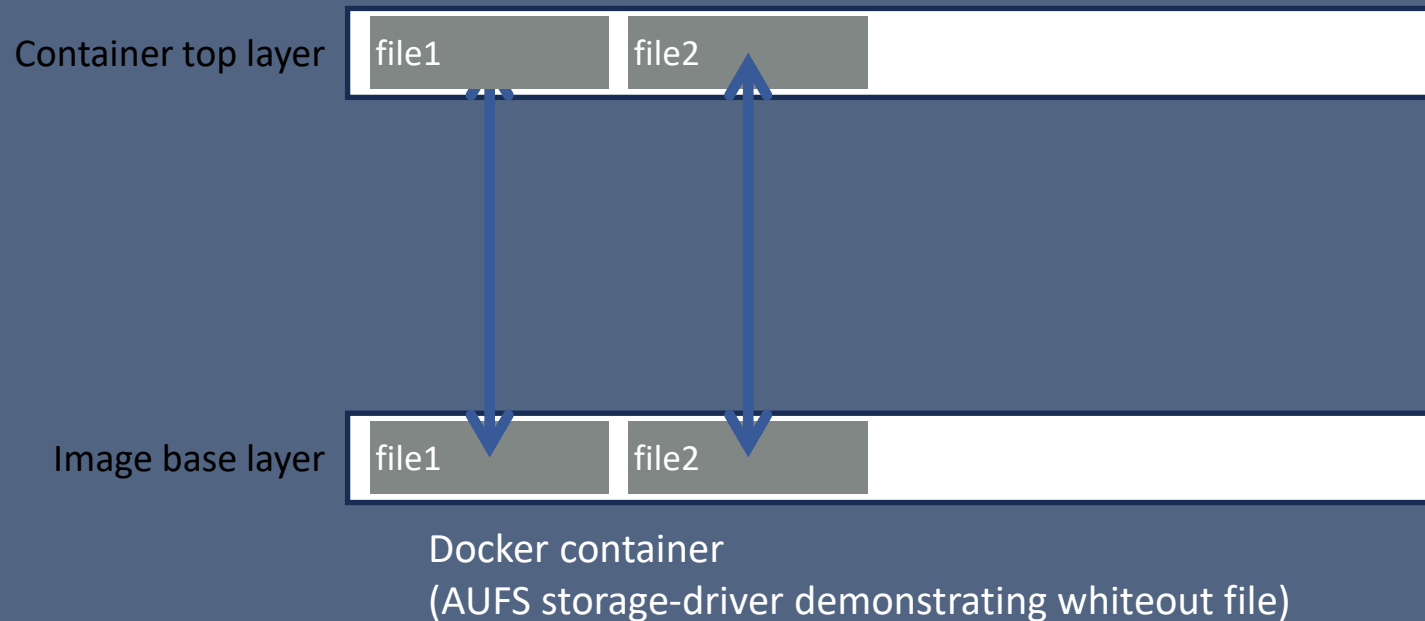 Container top layer
file1
file2
Image base layer
file1
file2
Docker container
(AUFS storage-driver demonstrating whiteout file)